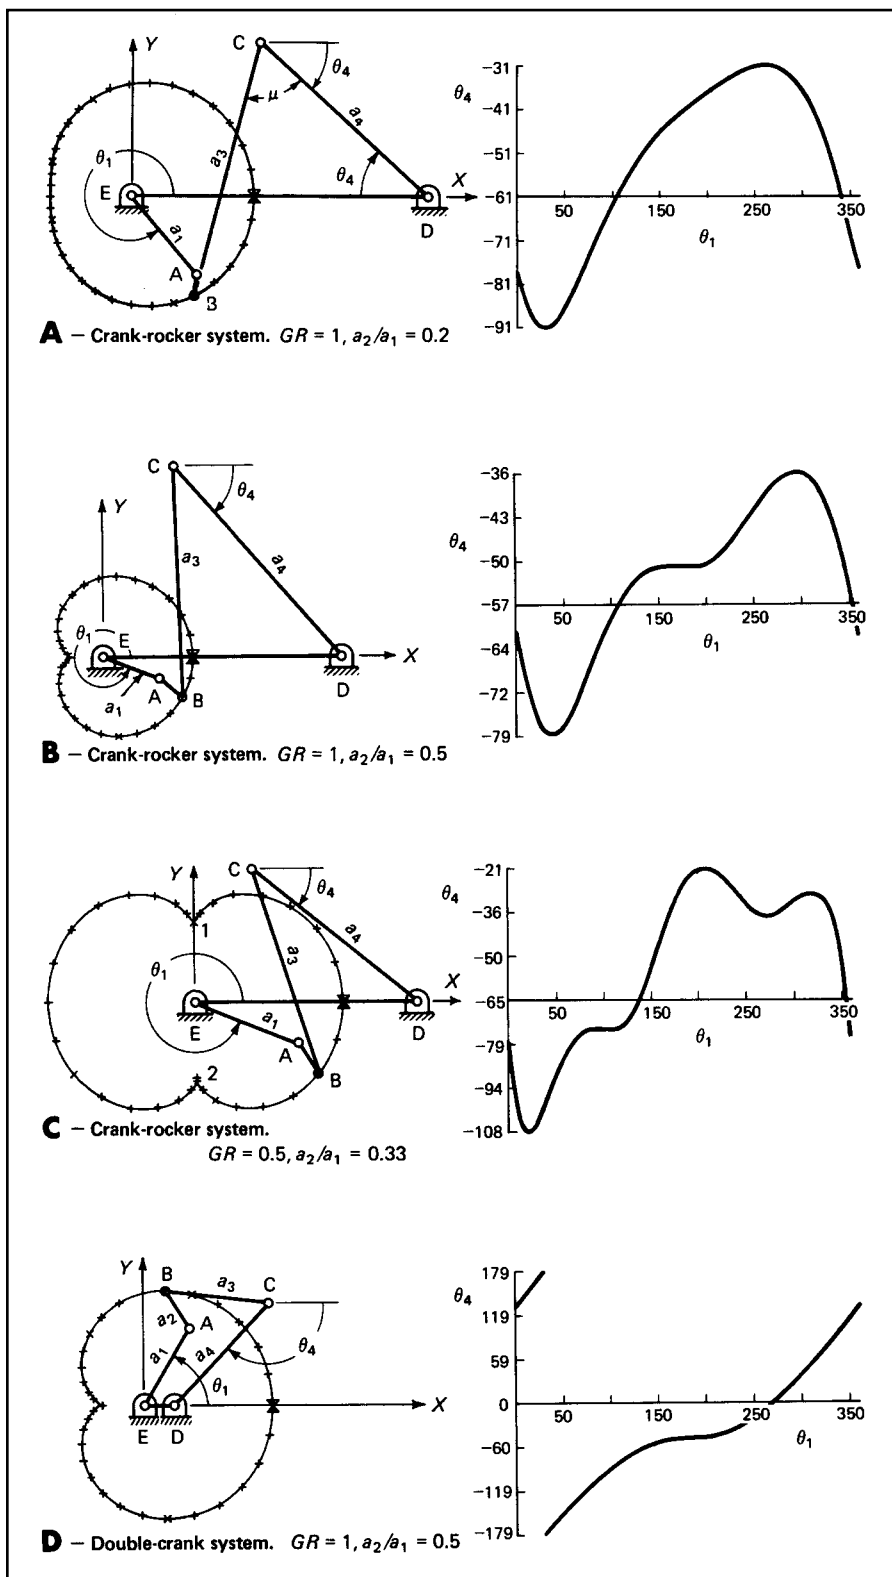 Y
C
θ4
μ
a4
a3
θ1
θ4
X
E
D
a1
A
B
A – Crank-rocker system. GR = 1, a2/a1 = 0.2
θ4
-31
-41
-51
-61
-71
-81
-91
50 150 250 350
θ1
C
θ4
Y
a3
a4
θ1
E
X
D
A
B
a1
B – Crank-rocker system. GR = 1, a2/a1 = 0.5
θ4
-36
-43
-50
-57
-64
-72
-79
50 150 250 350
θ1
Y
C
θ4
1
a4
a3
θ1
X
E
a1
D
A
2
B
C – Crank-rocker system.
GR = 0.5, a2/a1 = 0.33
θ4
-21
-36
-50
-65
-79
-94
-108
50 150 250 350
θ1
Y
B
a3
C
a2
A
a1
a4
θ4
θ1
X
E
D
D – Double-crank system. GR = 1, a2/a1 = 0.5
θ4
179
119
59
0
-60
-119
-179
50 150 250 350
θ1